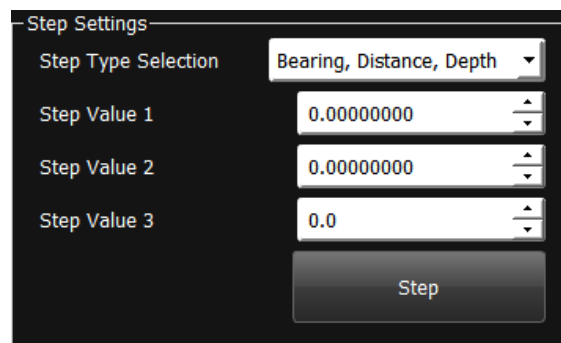 Step Settings
Step Type Selection Bearing, Distance, Depth
Step Value 1 0.00000000
Step Value 2 0.00000000
Step Value 3 0.0
Step